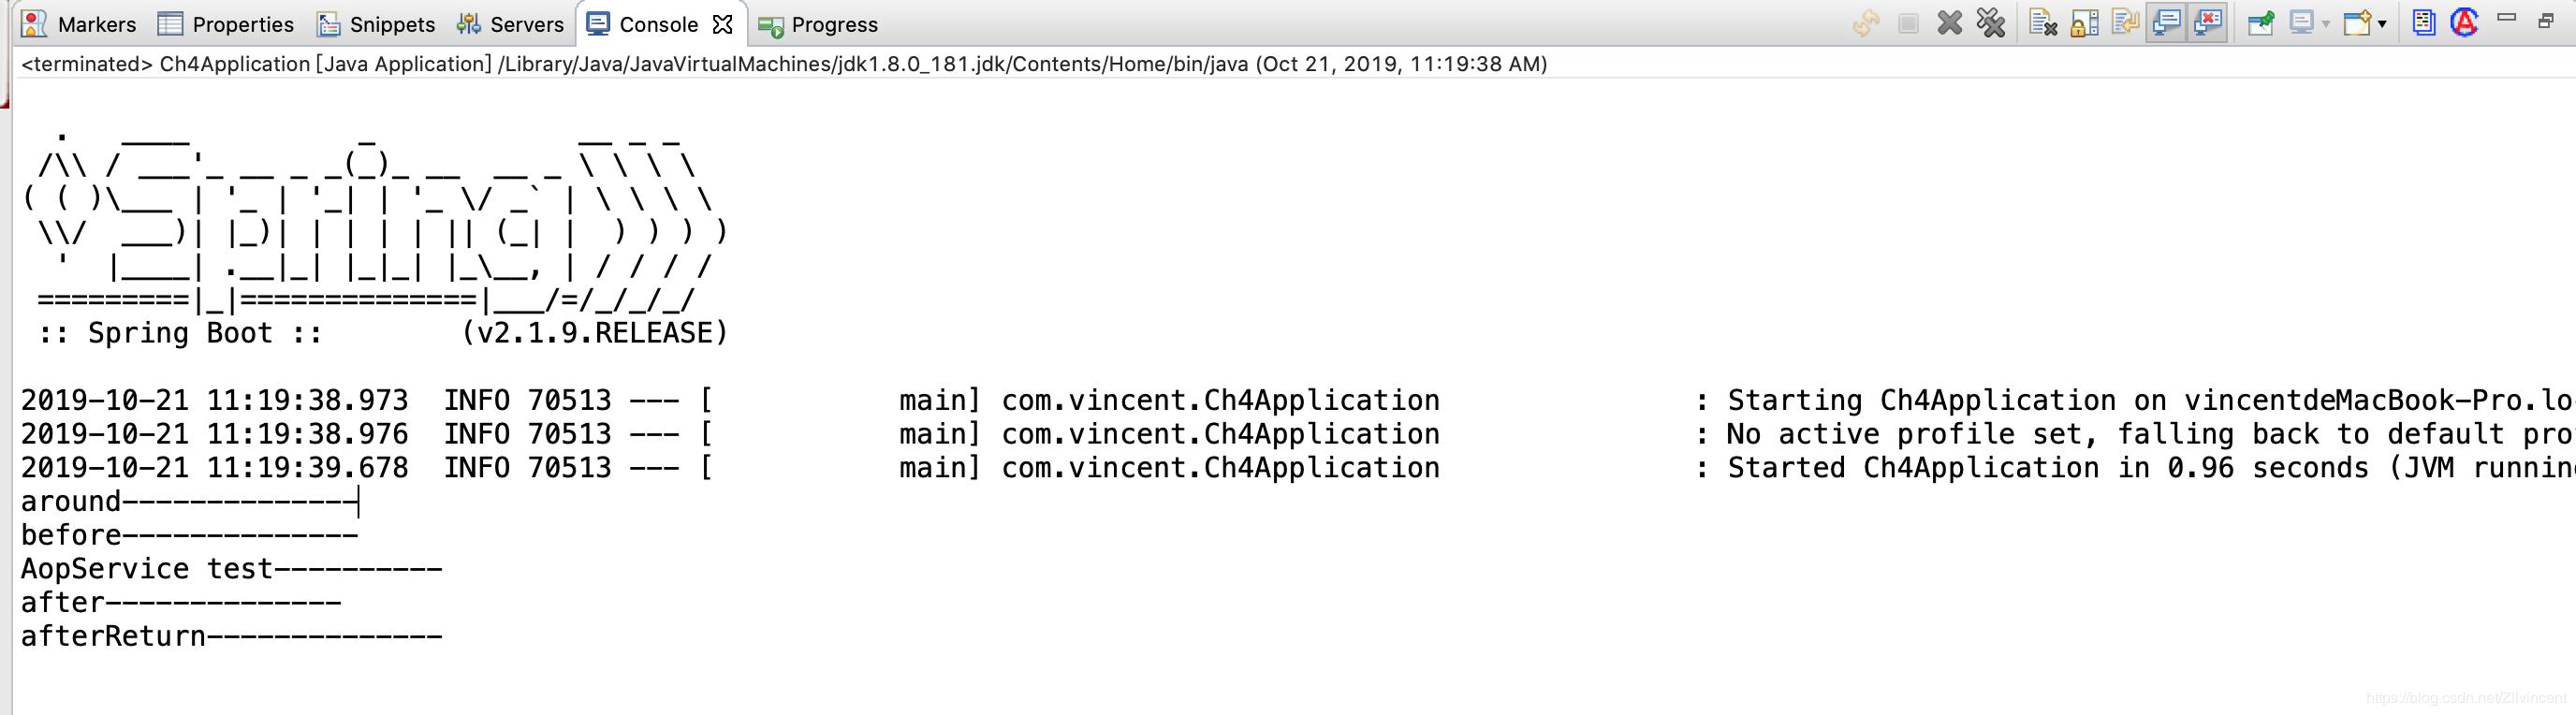 Markers Properties Snippets Servers Console Progress
<terminated> Ch4Application [Java Application] /Library/Java/JavaVirtualMachines/jdk1.8.0_181.jdk/Contents/Home/bin/java (Oct 21, 2019, 11:19:38 AM)
  .   ____          _            __ _ _
 /\\ / ___'_ __ _ _(_)_ __  __ _ \ \ \ \
( ( )\___ | '_ | '_| | '_ \/ _` | \ \ \ \
 \\/  ___)| |_)| | | | | || (_| |  ) ) ) )
  '  |____| .__|_| |_|_| |_\__, | / / / /
 =========|_|==============|___/=/_/_/_/
 :: Spring Boot ::        (v2.1.9.RELEASE)
2019-10-21 11:19:38.973  INFO 70513 --- [           main] com.vincent.Ch4Application               : Starting Ch4Application on vincentdeMacBook-Pro.lo
2019-10-21 11:19:38.976  INFO 70513 --- [           main] com.vincent.Ch4Application               : No active profile set, falling back to default pro
2019-10-21 11:19:39.678  INFO 70513 --- [           main] com.vincent.Ch4Application               : Started Ch4Application in 0.96 seconds (JVM running
around--------------
before--------------
AopService test----------
after--------------
afterReturn--------------
https://blog.csdn.net/Zllvincent